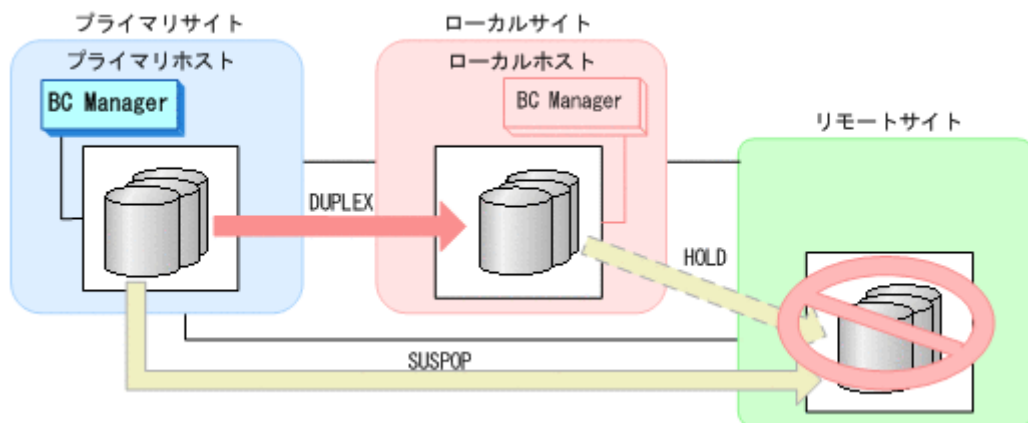 プライマリサイト
ローカルサイト
プライマリホスト
ローカルホスト
BC Manager
BC Manager
リモートサイト
DUPLEX
HOLD
SUSPOP